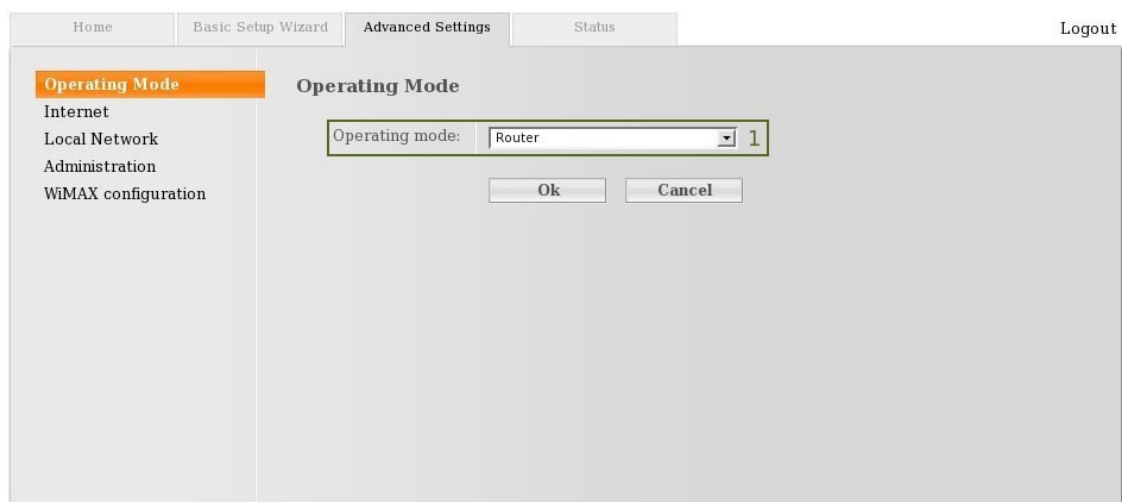 Home
Basic Setup Wizard
Advanced Settings
Status
Logout
Operating Mode
Internet
Local Network
Administration
WiMAX configuration
Operating Mode
Operating mode: Router 1
Ok
Cancel